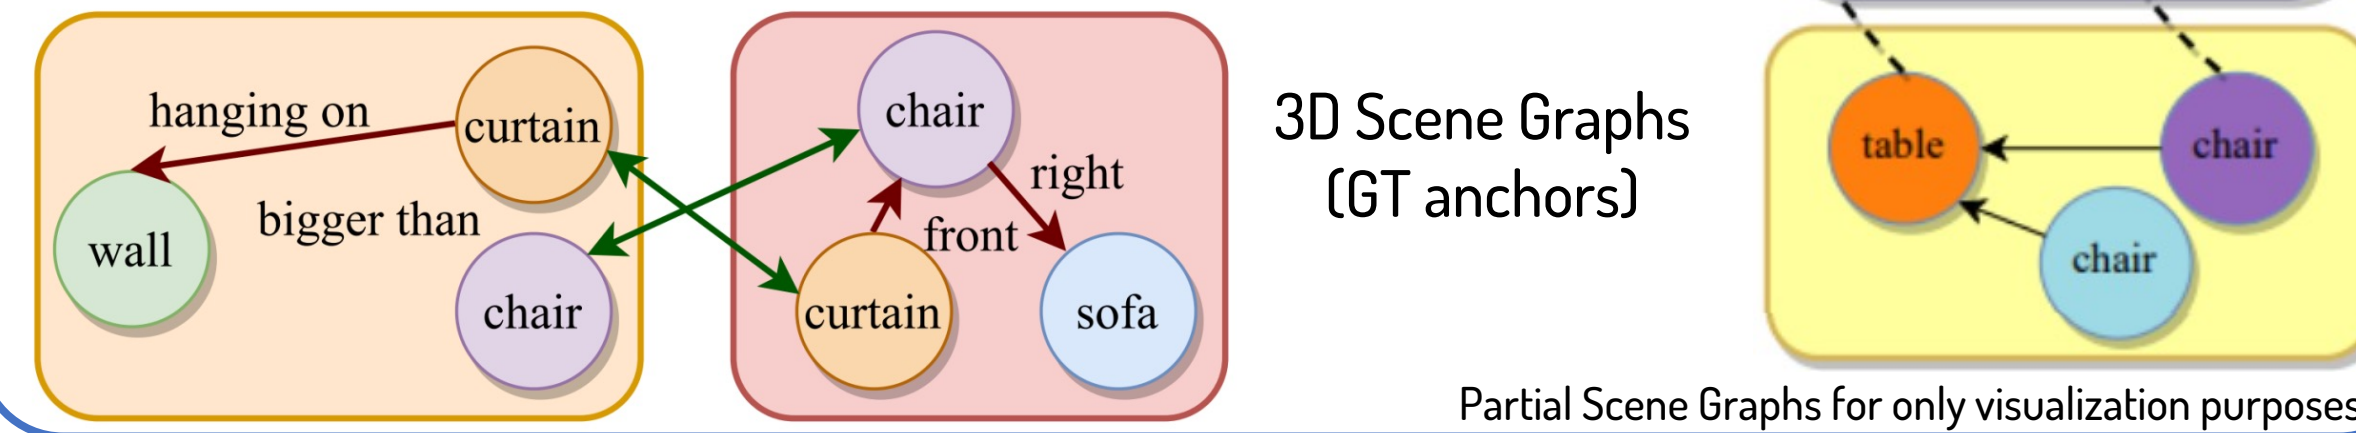 hanging on
curtain
wall
bigger than
chair
chair
right
front
curtain
sofa
3D Scene Graphs
(GT anchors)
table
chair
chair
Partial Scene Graphs for only visualization purposes